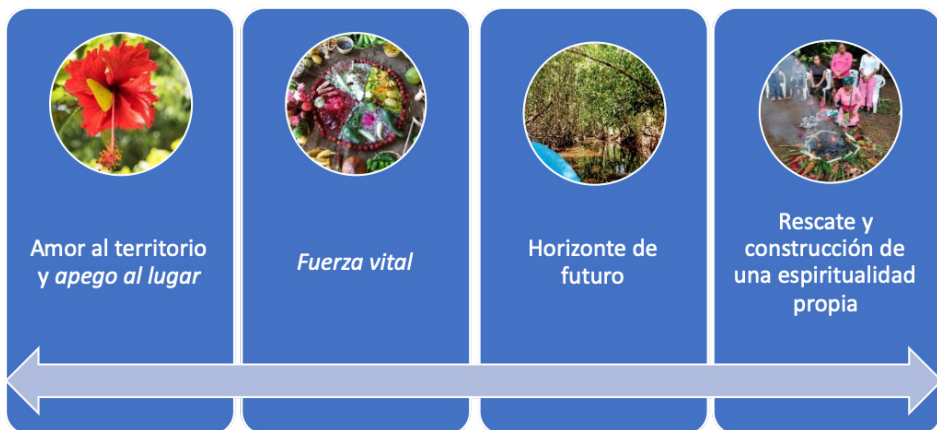 Amor al territorio
y apego al lugar
Fuerza vital
Horizonte de
futuro
Rescate y
construcción de
una espiritualidad
propia